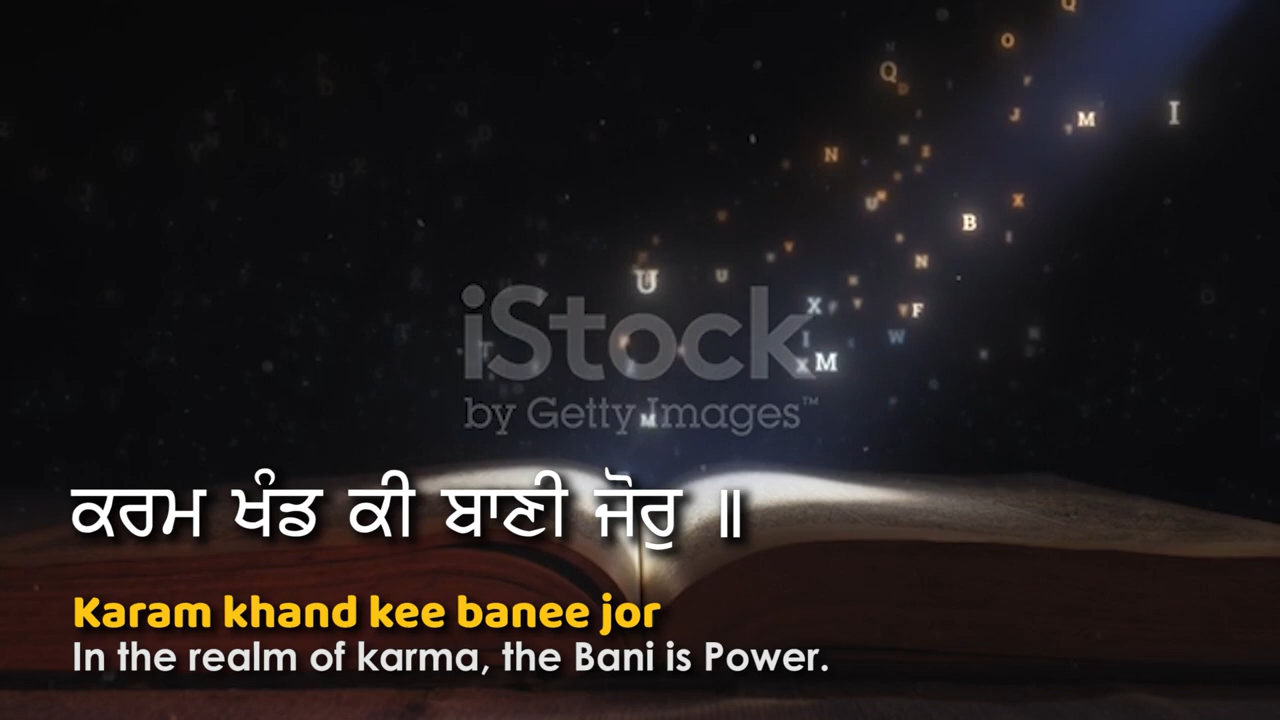 iStock
by Getty Images™
ਕਰਮ ਖੰਡ ਕੀ ਬਾਣੀ ਜੋਰੁ ॥
Karam khand kee banee jor
In the realm of karma, the Bani is Power.